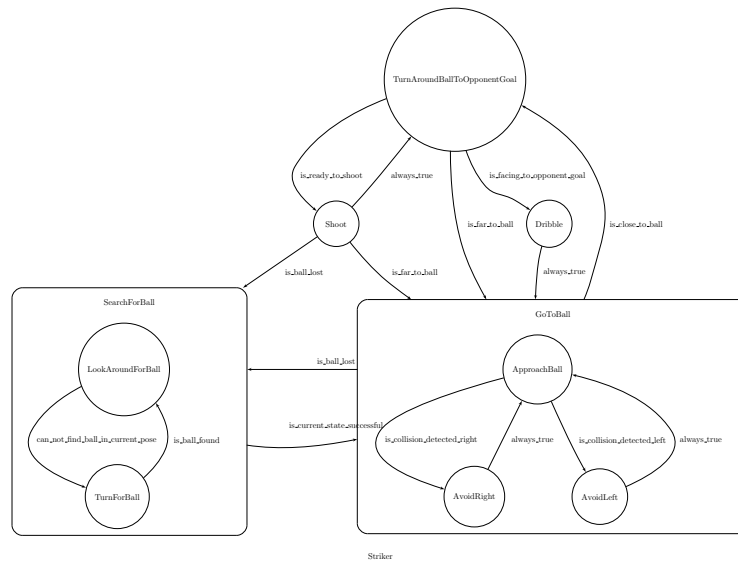 TurnAroundBallToOpponentGoal
is_ready_to_shoot
always_true
is_facing_to_opponent_goal
Shoot
is_far_to_ball
Dribble
is_close_to_ball
is_ball_lost
is_far_to_ball
always_true
SearchForBall
GoToBall
is_ball_lost
LookAroundForBall
ApproachBall
is_current_state_successful
can_not_find_ball_in_current_pose
is_ball_found
is_collision_detected_right
always_true
is_collision_detected_left
always_true
TurnForBall
AvoidRight
AvoidLeft
Striker